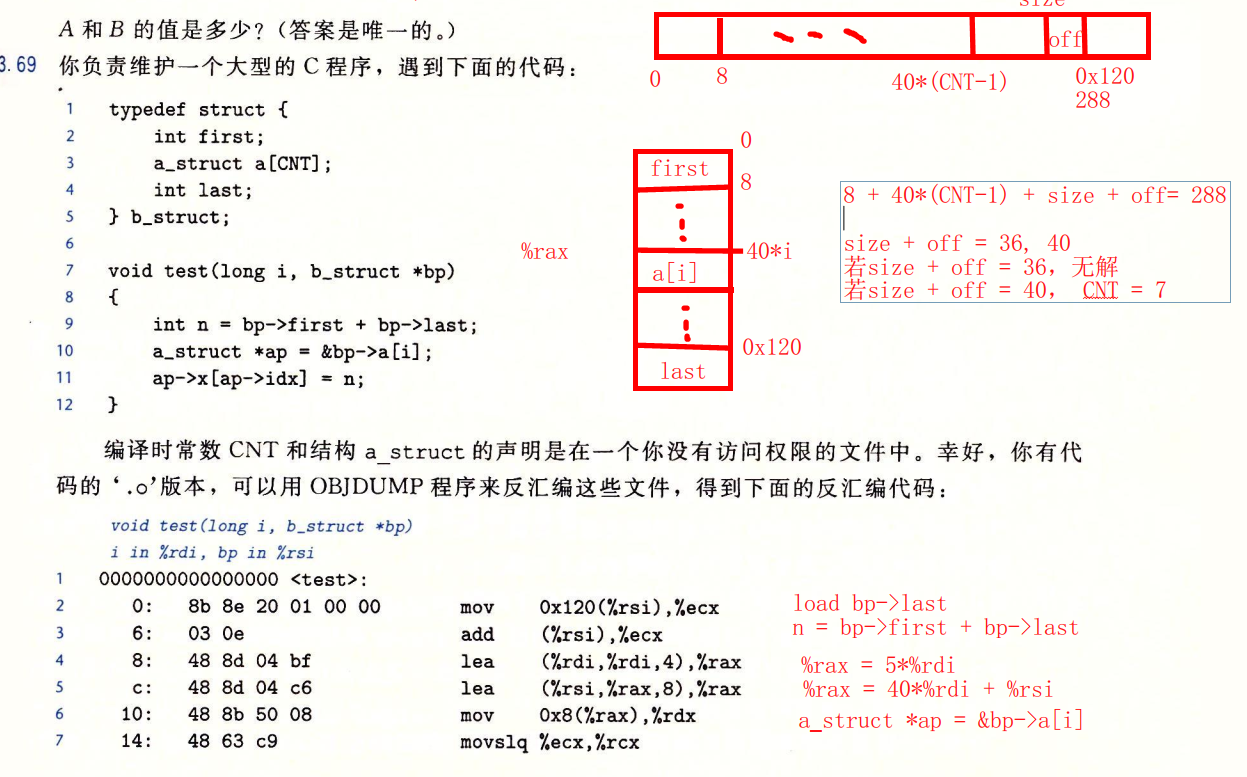 A 和 B 的值是多少？（答案是唯一的。）
3.69 你负责维护一个大型的 C 程序，遇到下面的代码：
1 typedef struct {
2 int first;
3 a_struct a[CNT];
4 int last;
5 } b_struct;
6
7 void test(long i, b_struct *bp)
8 {
9 int n = bp->first + bp->last;
10 a_struct *ap = &bp->a[i];
11 ap->x[ap->idx] = n;
12 }
size
off
0 8 40*(CNT-1) 0x120
288
0
first
8
%rax
40*i
a[i]
0x120
last
8 + 40*(CNT-1) + size + off= 288
size + off = 36, 40
若size + off = 36, 无解
若size + off = 40, CNT = 7
编译时常数 CNT 和结构 a_struct 的声明是在一个你没有访问权限的文件中。幸好，你有代
码的‘.o’版本，可以用 OBJDUMP 程序来反汇编这些文件，得到下面的反汇编代码：
void test(long i, b_struct *bp)
i in %rdi, bp in %rsi
1 0000000000000000 <test>:
2 0: 8b 8e 20 01 00 00 mov 0x120(%rsi),%ecx
3 6: 03 0e add (%rsi),%ecx
4 8: 48 8d 04 bf lea (%rdi,%rdi,4),%rax
5 c: 48 8d 04 c6 lea (%rsi,%rax,8),%rax
6 10: 48 8b 50 08 mov 0x8(%rax),%rdx
7 14: 48 63 c9 movslq %ecx,%rcx
load bp->last
n = bp->first + bp->last
%rax = 5*%rdi
%rax = 40*%rdi + %rsi
a_struct *ap = &bp->a[i]